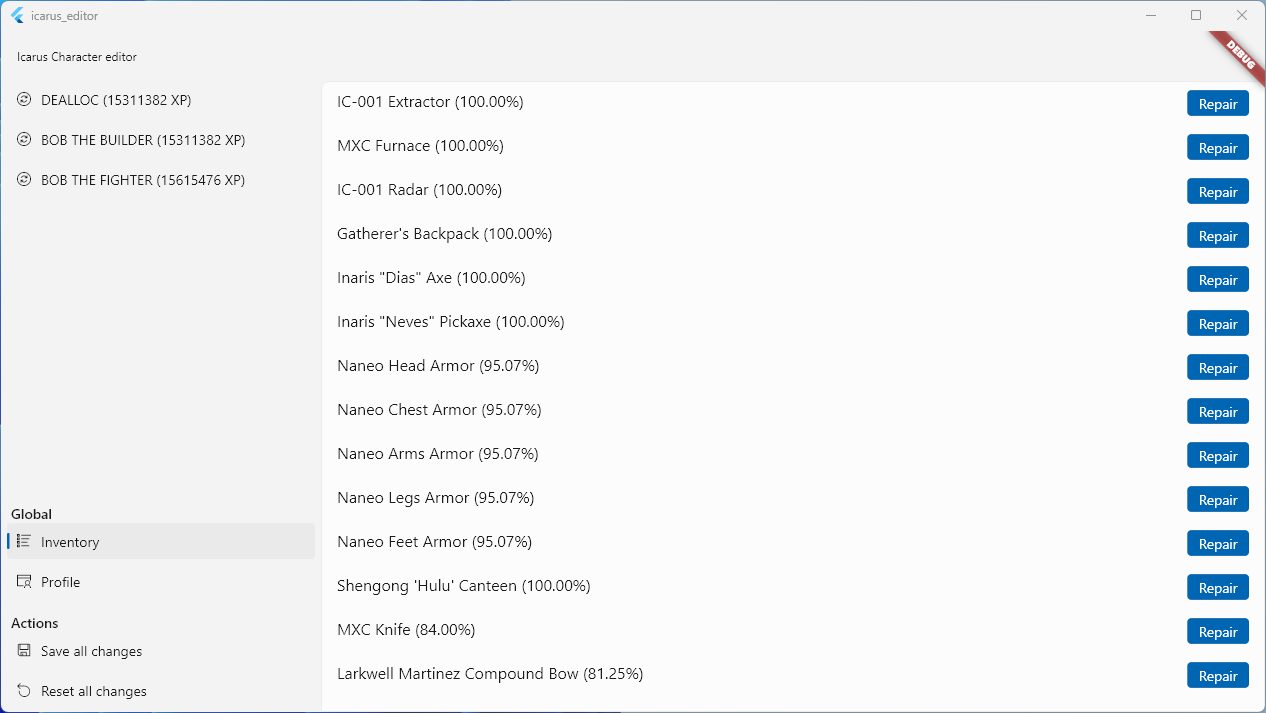 icarus_editor
DEBUG
Icarus Character editor
DEALLOC (15311382 XP)
BOB THE BUILDER (15311382 XP)
BOB THE FIGHTER (15615476 XP)
Global
Inventory
Profile
Actions
Save all changes
Reset all changes
IC-001 Extractor (100.00%) Repair
MXC Furnace (100.00%) Repair
IC-001 Radar (100.00%) Repair
Gatherer's Backpack (100.00%) Repair
Inaris "Dias" Axe (100.00%) Repair
Inaris "Neves" Pickaxe (100.00%) Repair
Naneo Head Armor (95.07%) Repair
Naneo Chest Armor (95.07%) Repair
Naneo Arms Armor (95.07%) Repair
Naneo Legs Armor (95.07%) Repair
Naneo Feet Armor (95.07%) Repair
Shengong 'Hulu' Canteen (100.00%) Repair
MXC Knife (84.00%) Repair
Larkwell Martinez Compound Bow (81.25%) Repair